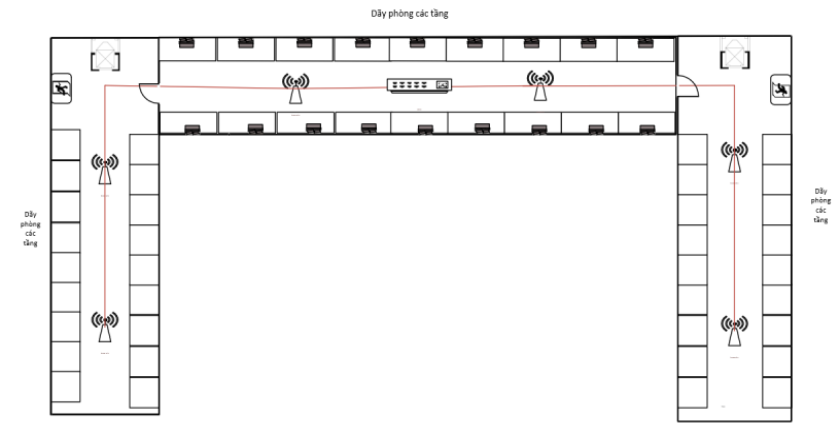 Dãy phòng các tầng
Dãy
phòng
các
tầng
Dãy
phòng
các
tầng